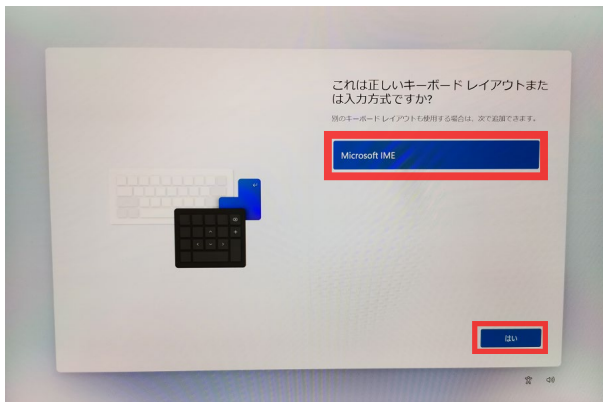 これは正しいキーボード レイアウトまた
は入力方式ですか?
別のキーボード レイアウトも使用する場合は、次で追加できます。
Microsoft IME
はい